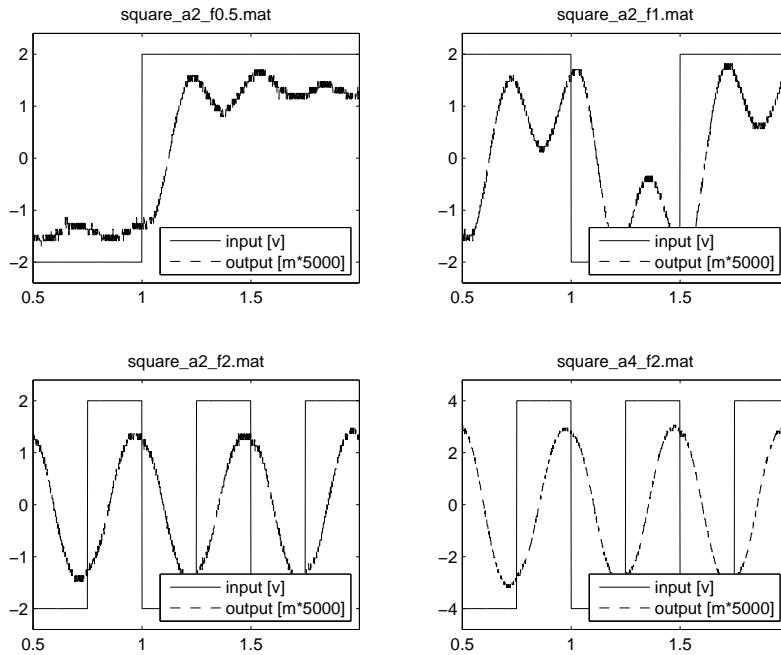 square_a2_f0.5.mat
2
1
0
−1
−2
0.5
1
1.5
input [v]
output [m*5000]
square_a2_f1.mat
2
1
0
−1
−2
0.5
1
1.5
input [v]
output [m*5000]
square_a2_f2.mat
2
1
0
−1
−2
0.5
1
1.5
input [v]
output [m*5000]
square_a4_f2.mat
4
2
0
−2
−4
0.5
1
1.5
input [v]
output [m*5000]